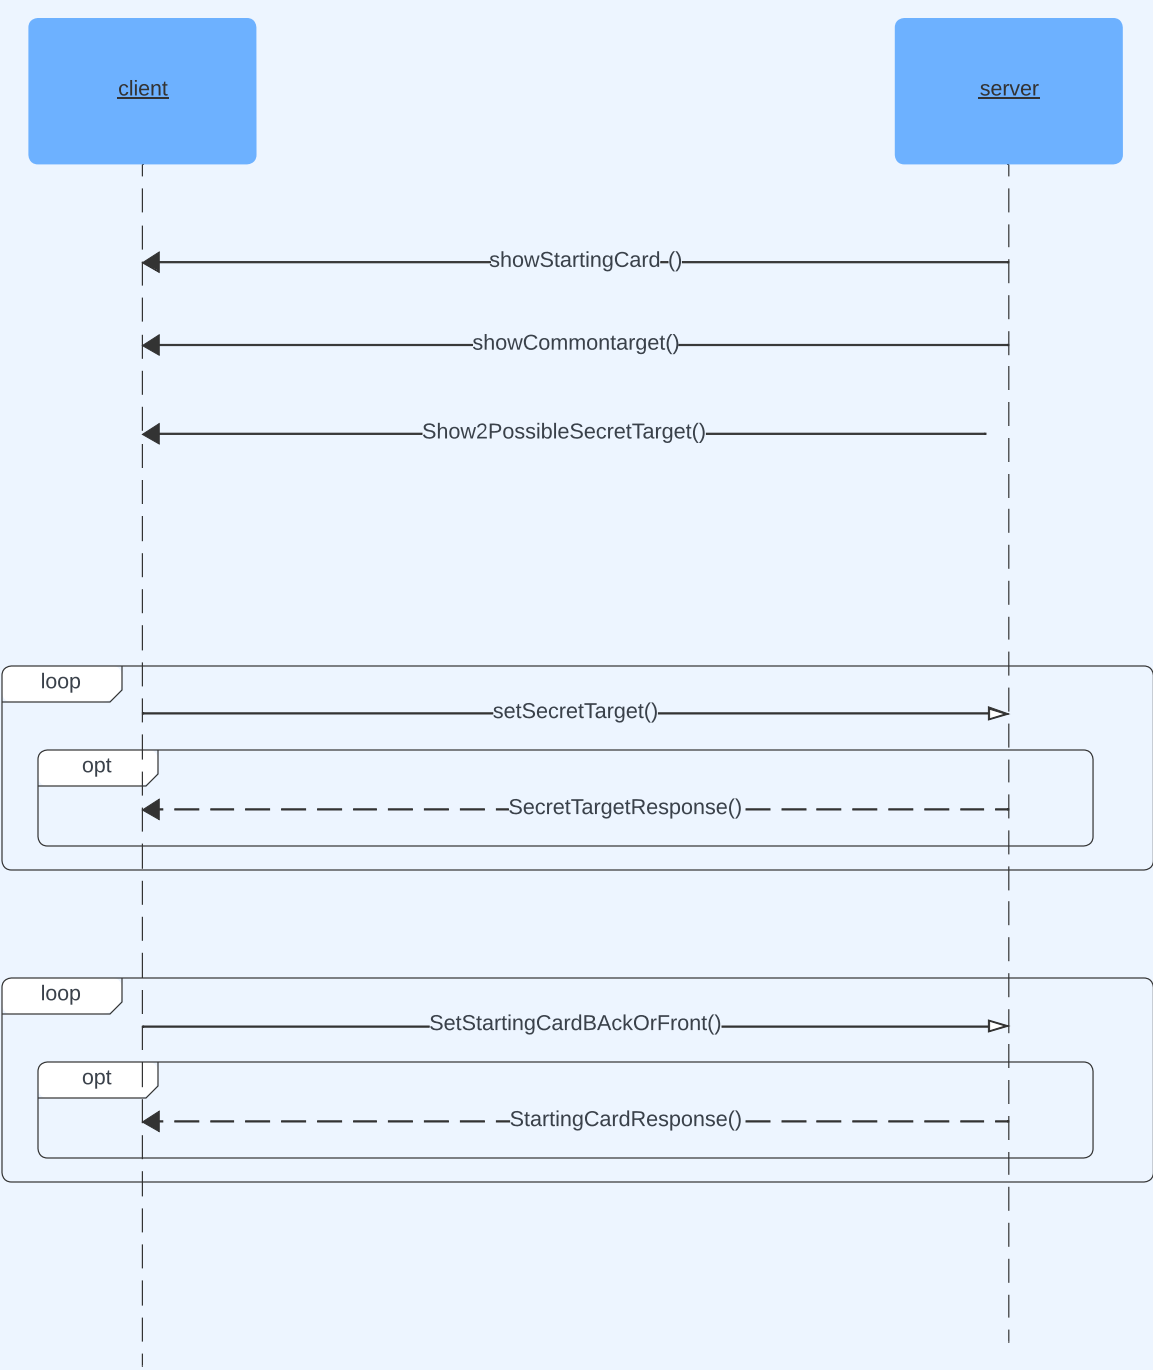 client
server
showStartingCard ()
showCommontarget()
Show2PossibleSecretTarget()
loop
setSecretTarget()
opt
SecretTargetResponse()
loop
SetStartingCardBAckOrFront()
opt
StartingCardResponse()